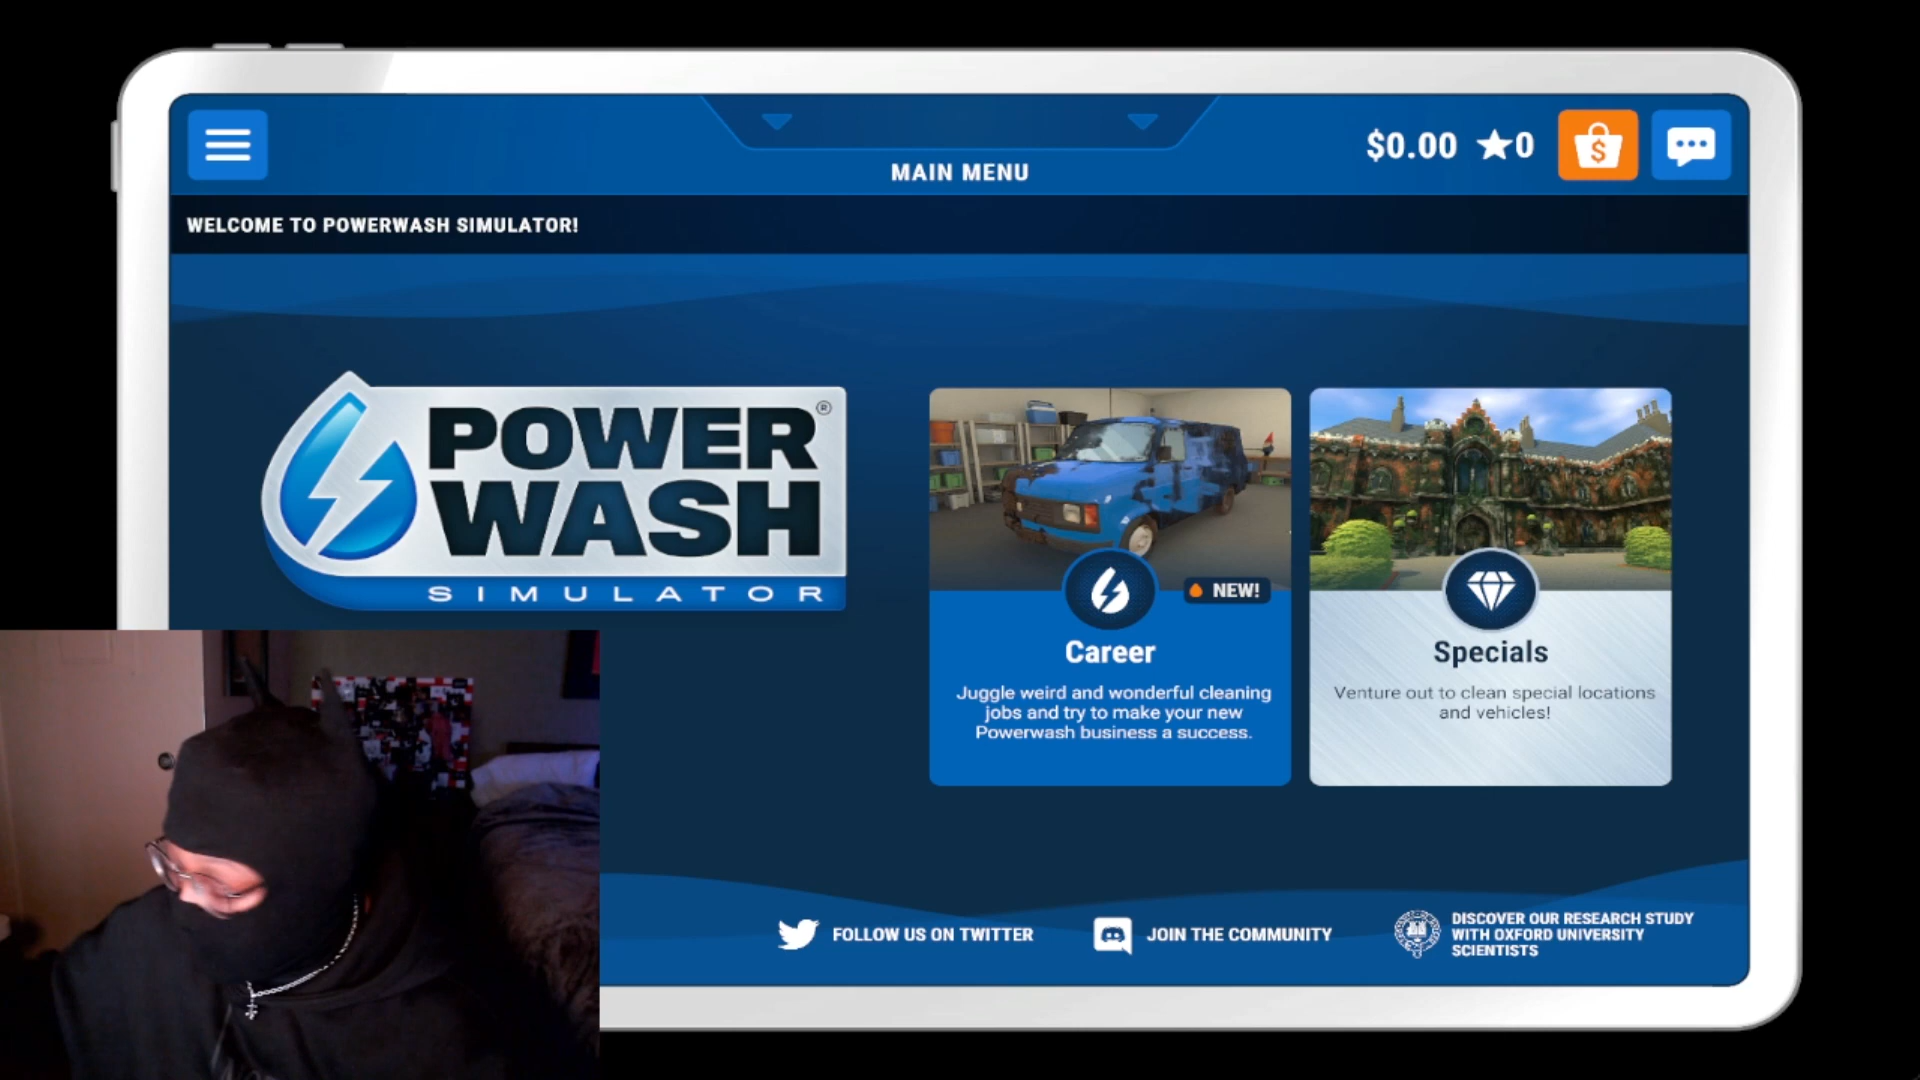 $0.00 ★0
MAIN MENU
WELCOME TO POWERWASH SIMULATOR!
POWER®
WASH
SIMULATOR
NEW!
Career
Juggle weird and wonderful cleaning
jobs and try to make your new
Powerwash business a success.
Specials
Venture out to clean special locations
and vehicles!
FOLLOW US ON TWITTER
JOIN THE COMMUNITY
DISCOVER OUR RESEARCH STUDY
WITH OXFORD UNIVERSITY
SCIENTISTS